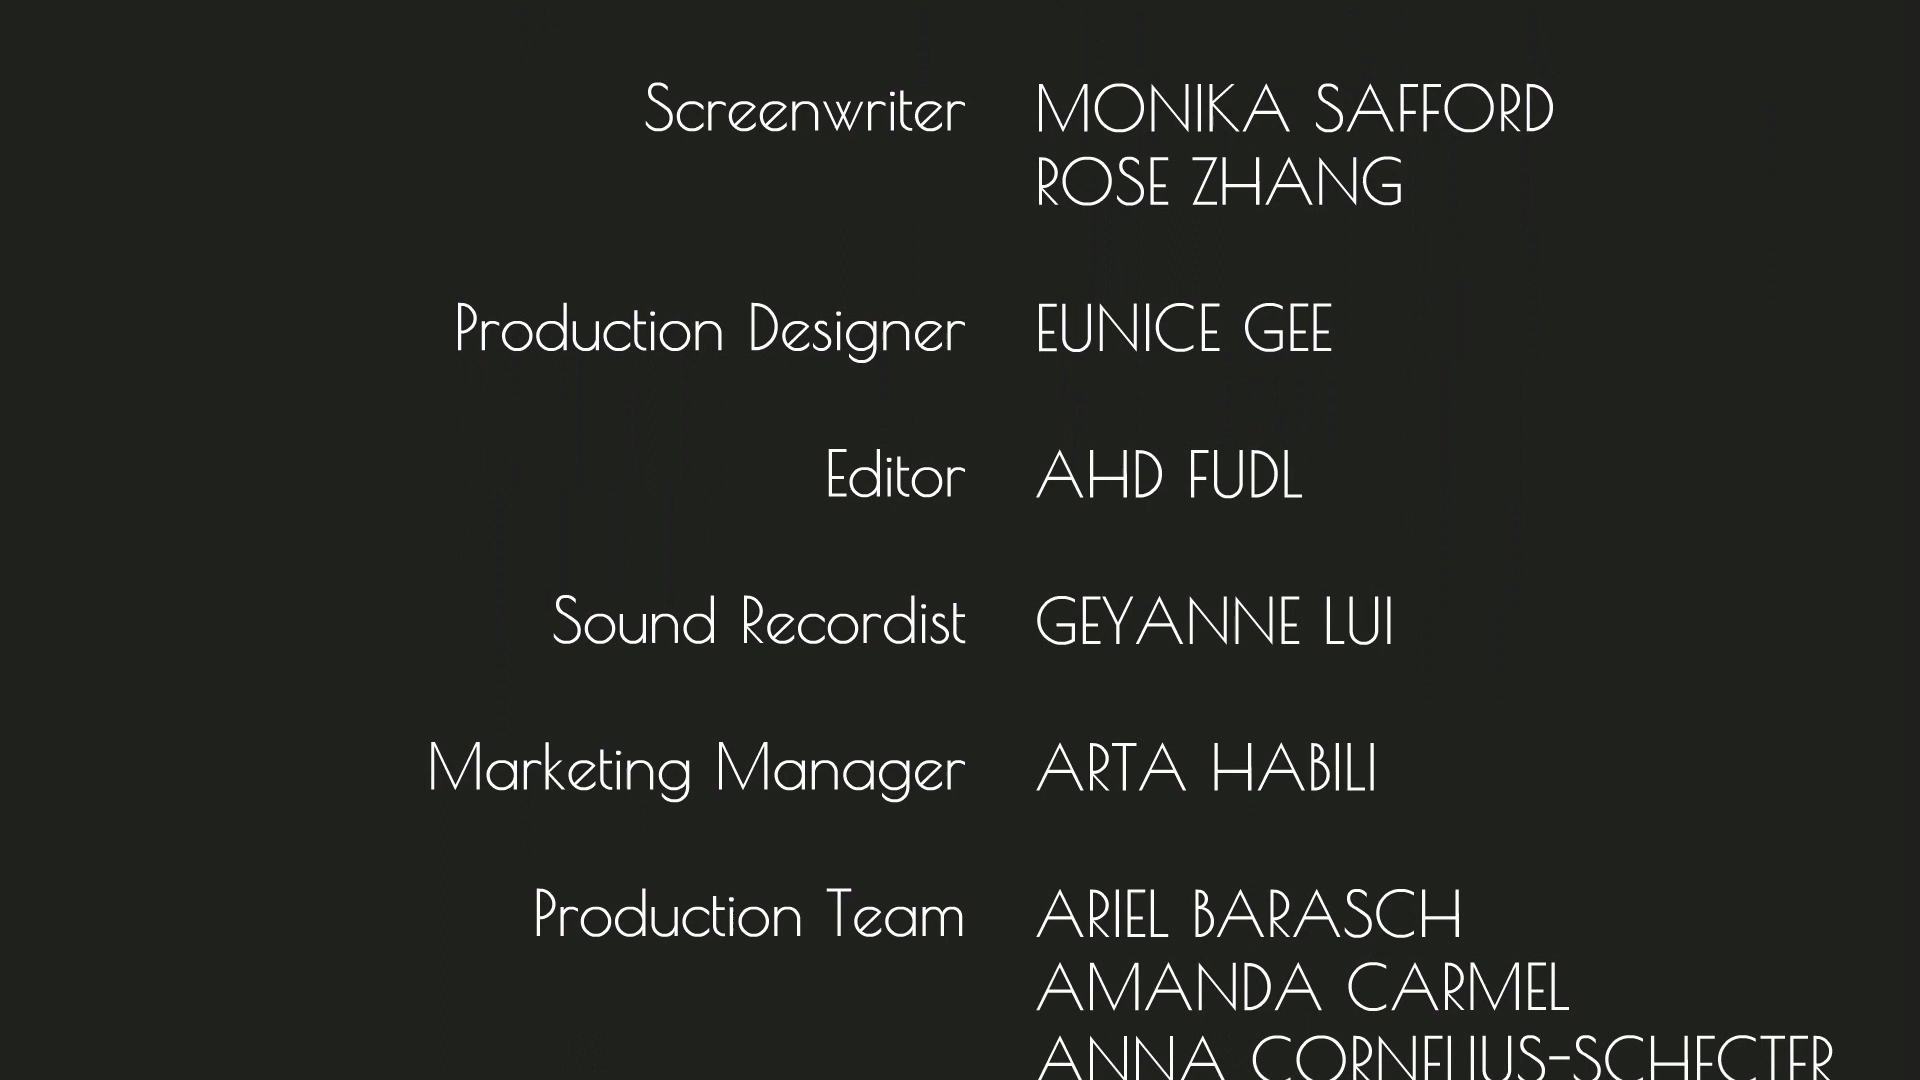 Screenwriter MONIKA SAFFORD
ROSE ZHANG
Production Designer EUNICE GEE
Editor AHD FUDL
Sound Recordist GEYANNE LUI
Marketing Manager ARTA HABILI
Production Team ARIEL BARASCH
AMANDA CARMEL
ANNA CORNELIUS-SCHECTER